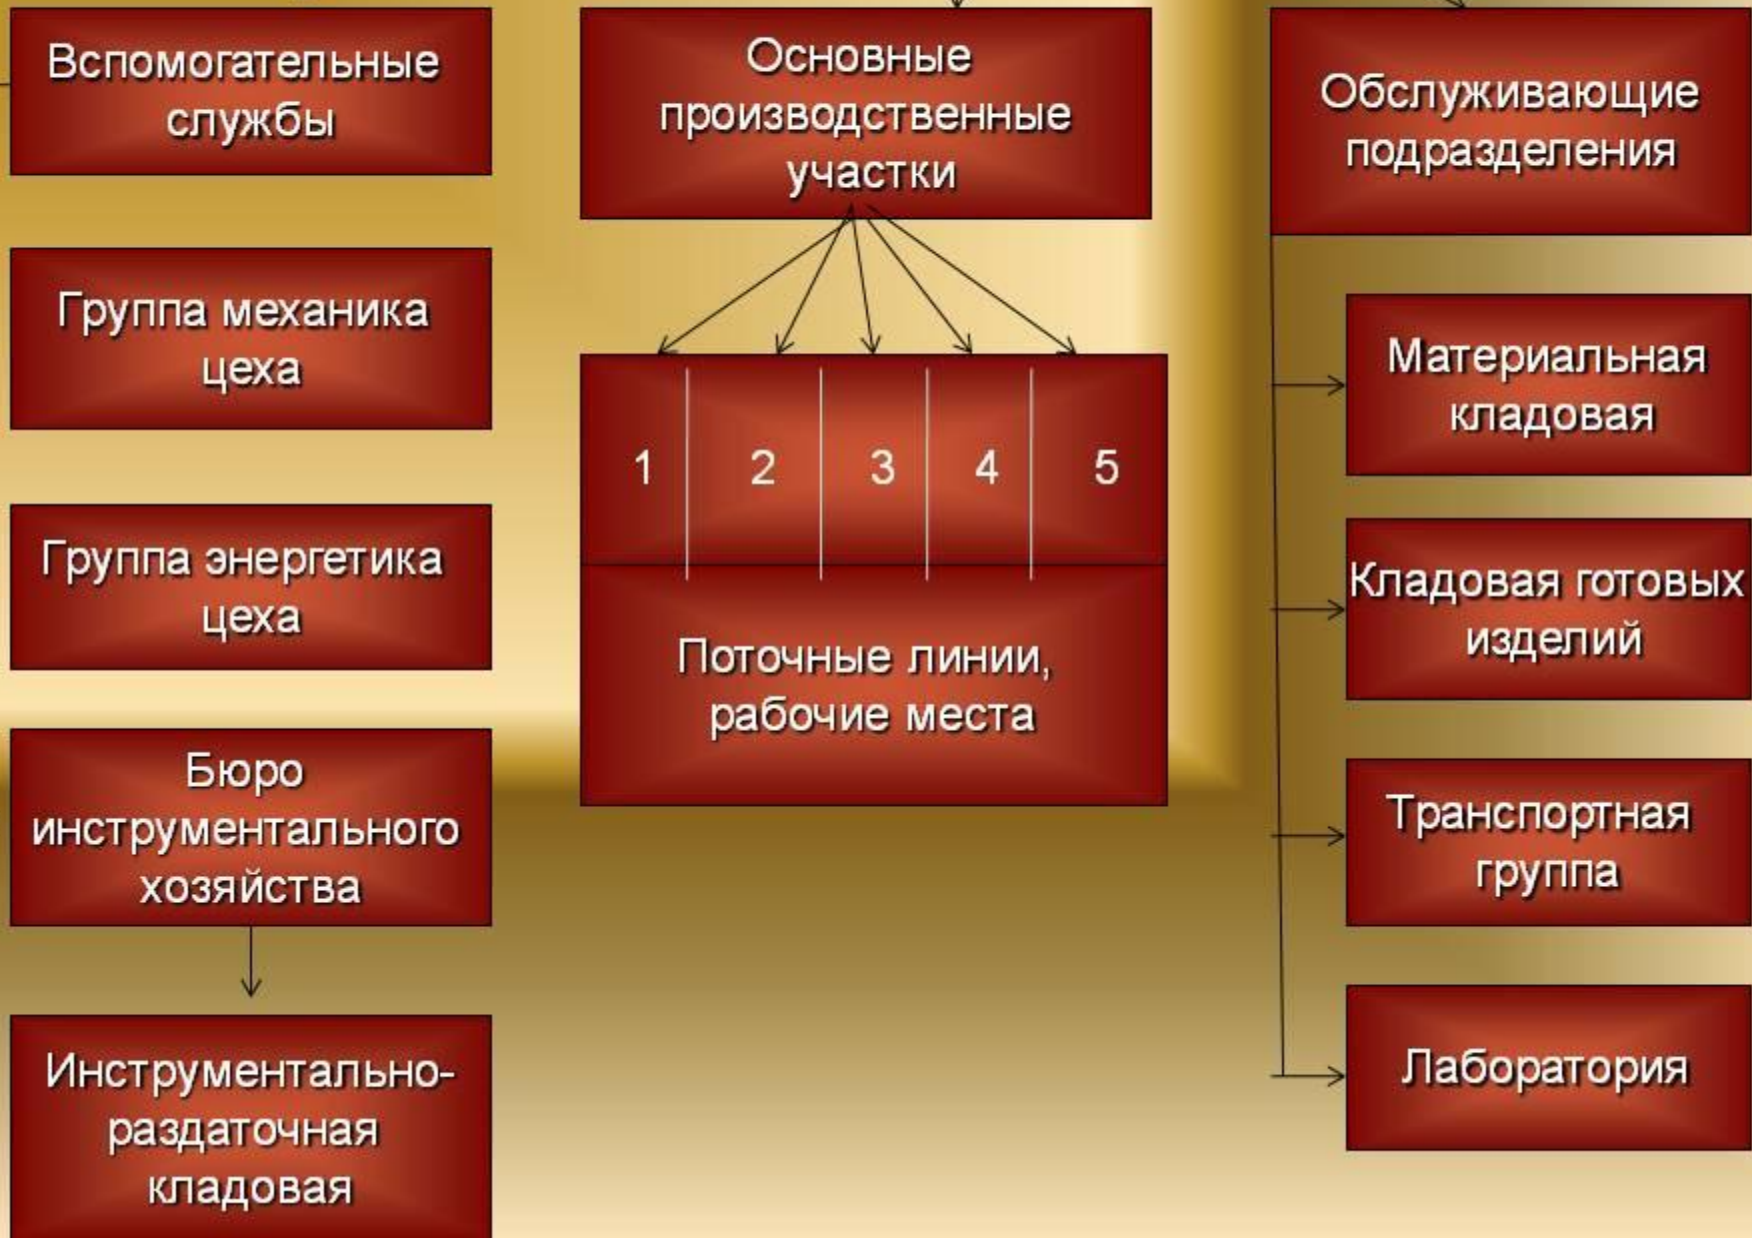 Вспомогательные
службы
Группа механика
цеха
Группа энергетика
цеха
Бюро
инструментального
хозяйства
Инструментально-
раздаточная
кладовая
Основные
производственные
участки
1 2 3 4 5
Поточные линии,
рабочие места
Обслуживающие
подразделения
Материальная
кладовая
Кладовая готовых
изделий
Транспортная
группа
Лаборатория